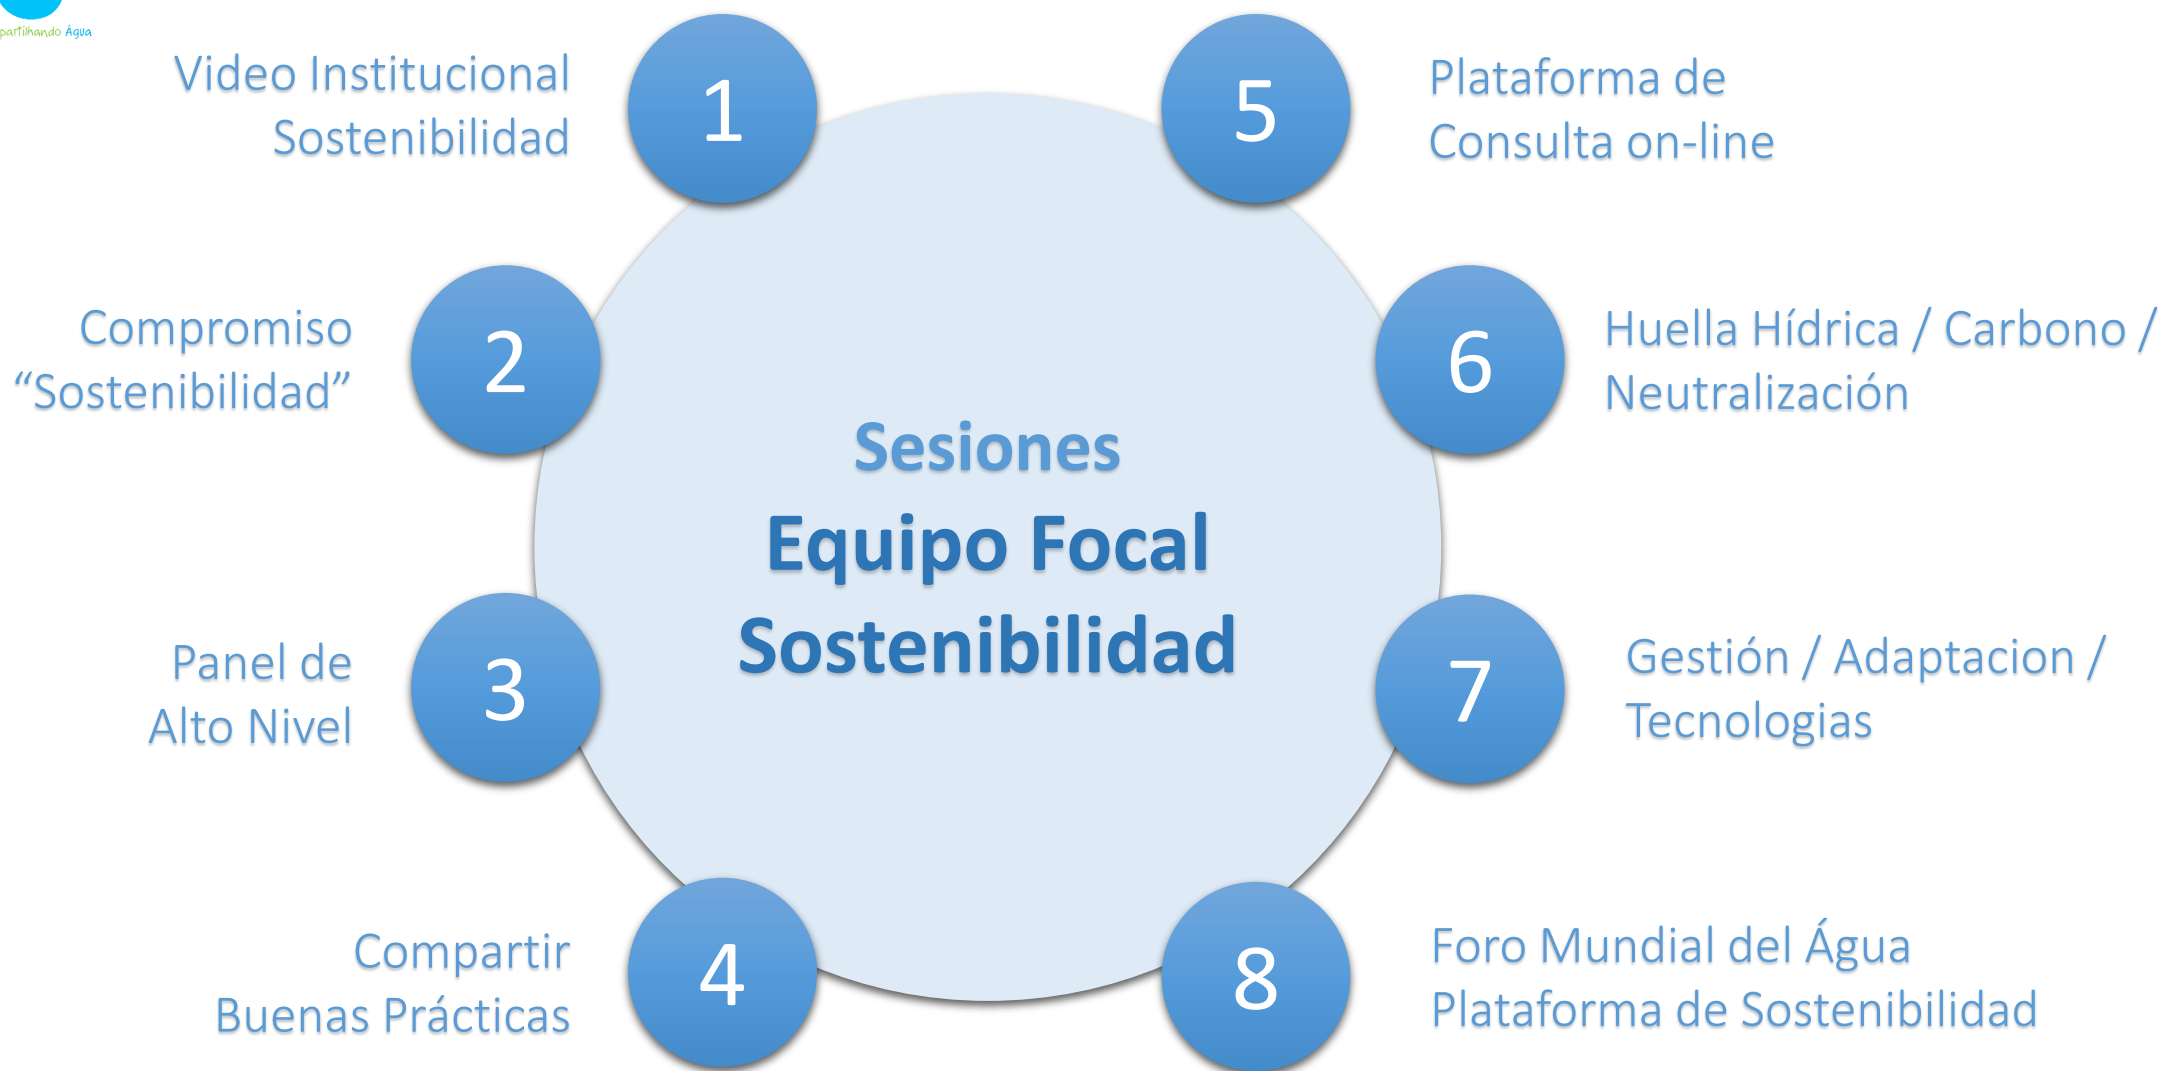 partilhando Água
Video Institucional
Sostenibilidad
1
Compromiso
“Sostenibilidad”
2
Panel de
Alto Nivel
3
Compartir
Buenas Prácticas
4
Sesiones
Equipo Focal
Sostenibilidad
5
Plataforma de
Consulta on-line
6
Huella Hídrica / Carbono /
Neutralización
7
Gestión / Adaptacion /
Tecnologias
8
Foro Mundial del Água
Plataforma de Sostenibilidad